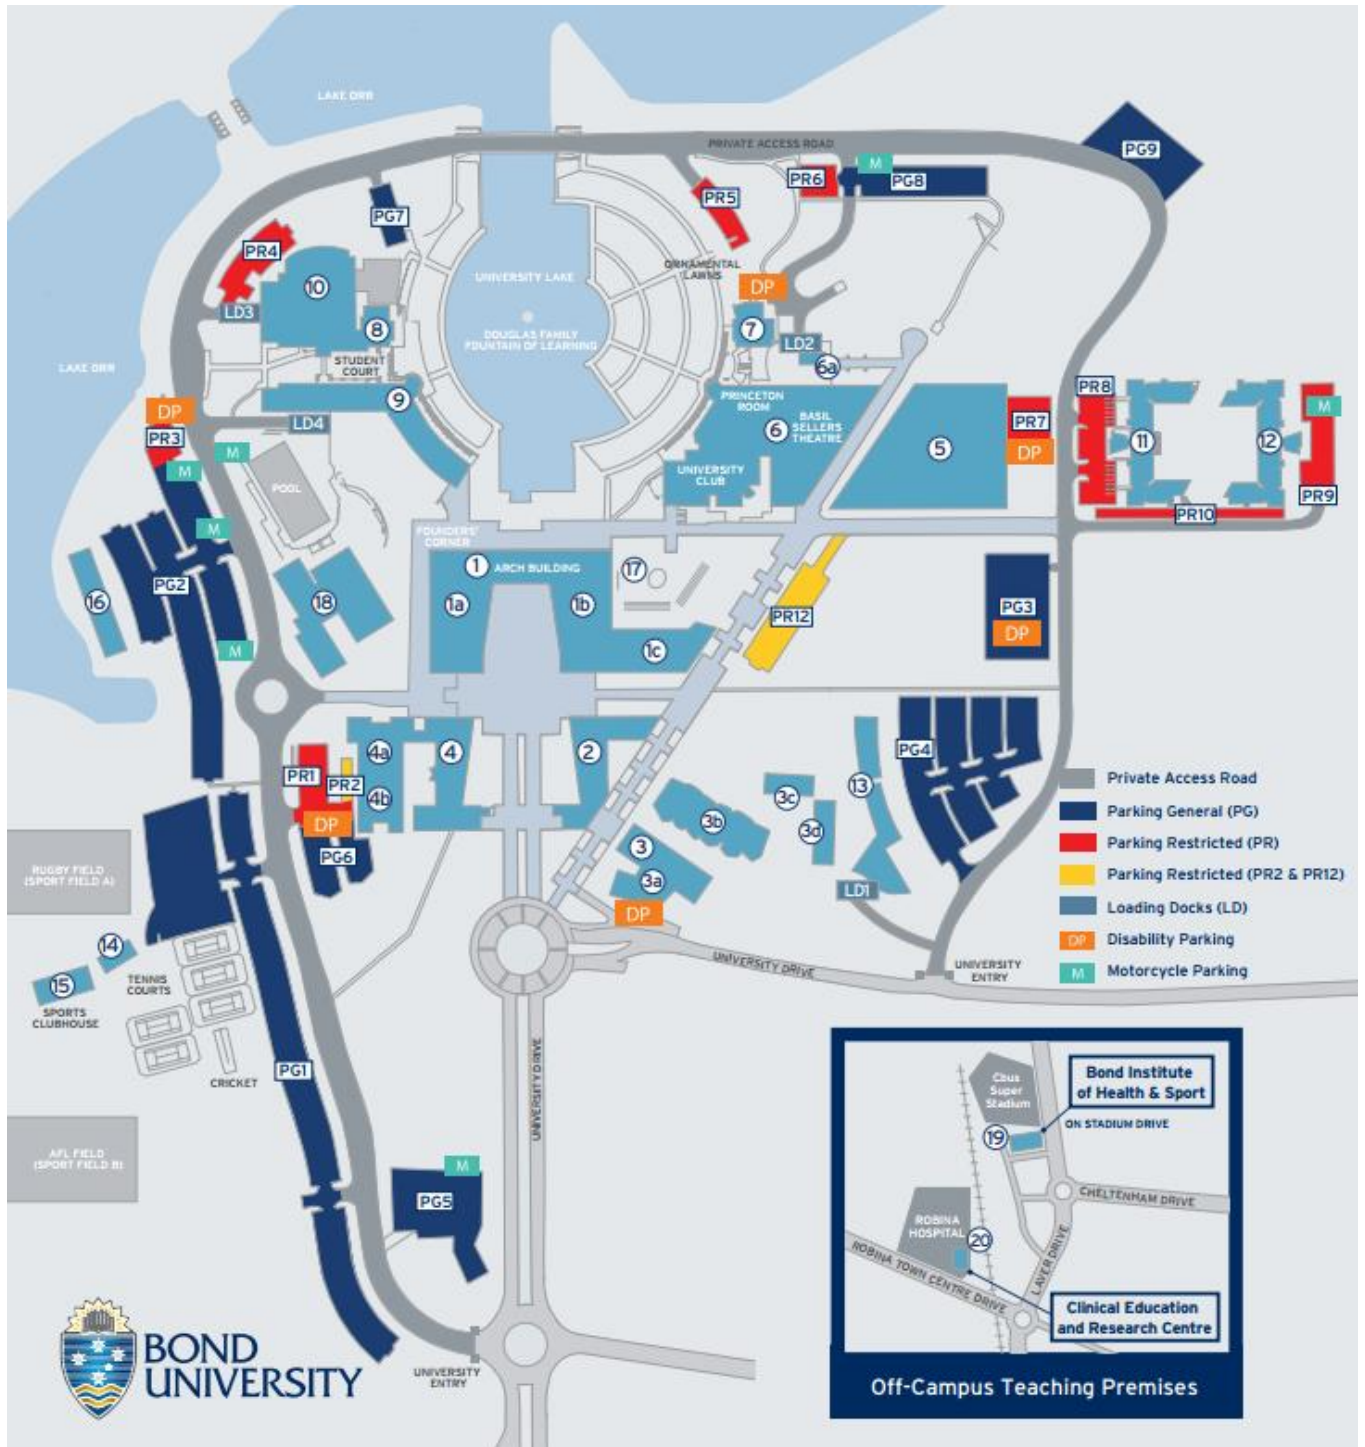 LAKE ORR
PRIVATE ACCESS ROAD
PG9
M
PR6
PG8
PR5
PG7
PR4
ORNAMENTAL
LAWNS
UNIVERSITY LAKE
DP
10
LD3
8
7
DOUGLAS FAMILY
FOUNTAIN OF LEARNING
LD2
STUDENT
COURT
6a
LAKE ORR
9
PRINCETON
ROOM
PR8
DP
PR3
LD4
6
BASIL
SELLERS
THEATRE
5
PR7
DP
11
12
M
M
M
POOL
UNIVERSITY
CLUB
PR9
PR10
M
FOUNDERS'
CORNER
1
ARCH BUILDING
17
PG2
16
18
1a
1b
PR12
PG3
DP
M
1c
4a
4
2
PG4
PR1
PR2
4b
DP
PG6
3c
13
3b
3d
3
3a
LD1
DP
Private Access Road
Parking General (PG)
Parking Restricted (PR)
Parking Restricted (PR2 & PR12)
Loading Docks (LD)
DP
Disability Parking
M
Motorcycle Parking
RUGBY FIELD
(SPORT FIELD A)
14
15
TENNIS
COURTS
SPORTS
CLUBHOUSE
UNIVERSITY DRIVE
UNIVERSITY
ENTRY
CRICKET
PG1
UNIVERSITY DRIVE
AFL FIELD
(SPORT FIELD B)
M
PG5
UNIVERSITY
ENTRY
BOND
UNIVERSITY
Cbus
Super
Stadium
Bond Institute
of Health & Sport
ON STADIUM DRIVE
19
CHELTENHAM DRIVE
ROBINA
HOSPITAL
20
LAVER DRIVE
ROBINA TOWN CENTRE DRIVE
Clinical Education
and Research Centre
Off-Campus Teaching Premises